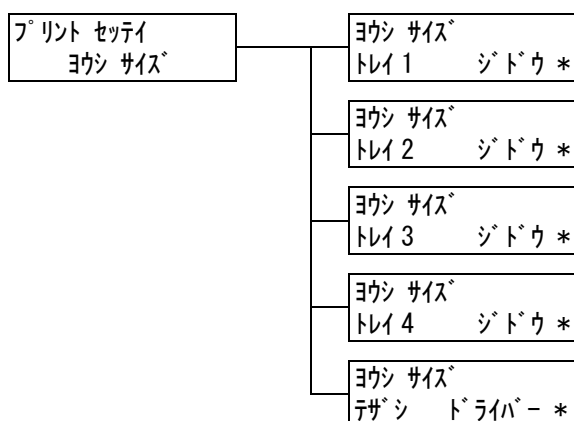 ﾌﾟﾘﾝﾄ ｾｯﾃｲ
ﾖｳｼ ｻｲｽﾞ
ﾖｳｼ ｻｲｽﾞ
ﾄﾚｲ 1 ｼﾞﾄﾞｳ *
ﾖｳｼ ｻｲｽﾞ
ﾄﾚｲ 2 ｼﾞﾄﾞｳ *
ﾖｳｼ ｻｲｽﾞ
ﾄﾚｲ 3 ｼﾞﾄﾞｳ *
ﾖｳｼ ｻｲｽﾞ
ﾄﾚｲ 4 ｼﾞﾄﾞｳ *
ﾖｳｼ ｻｲｽﾞ
ﾃｻﾞｼ ﾄﾞﾗｲﾊﾞｰ *